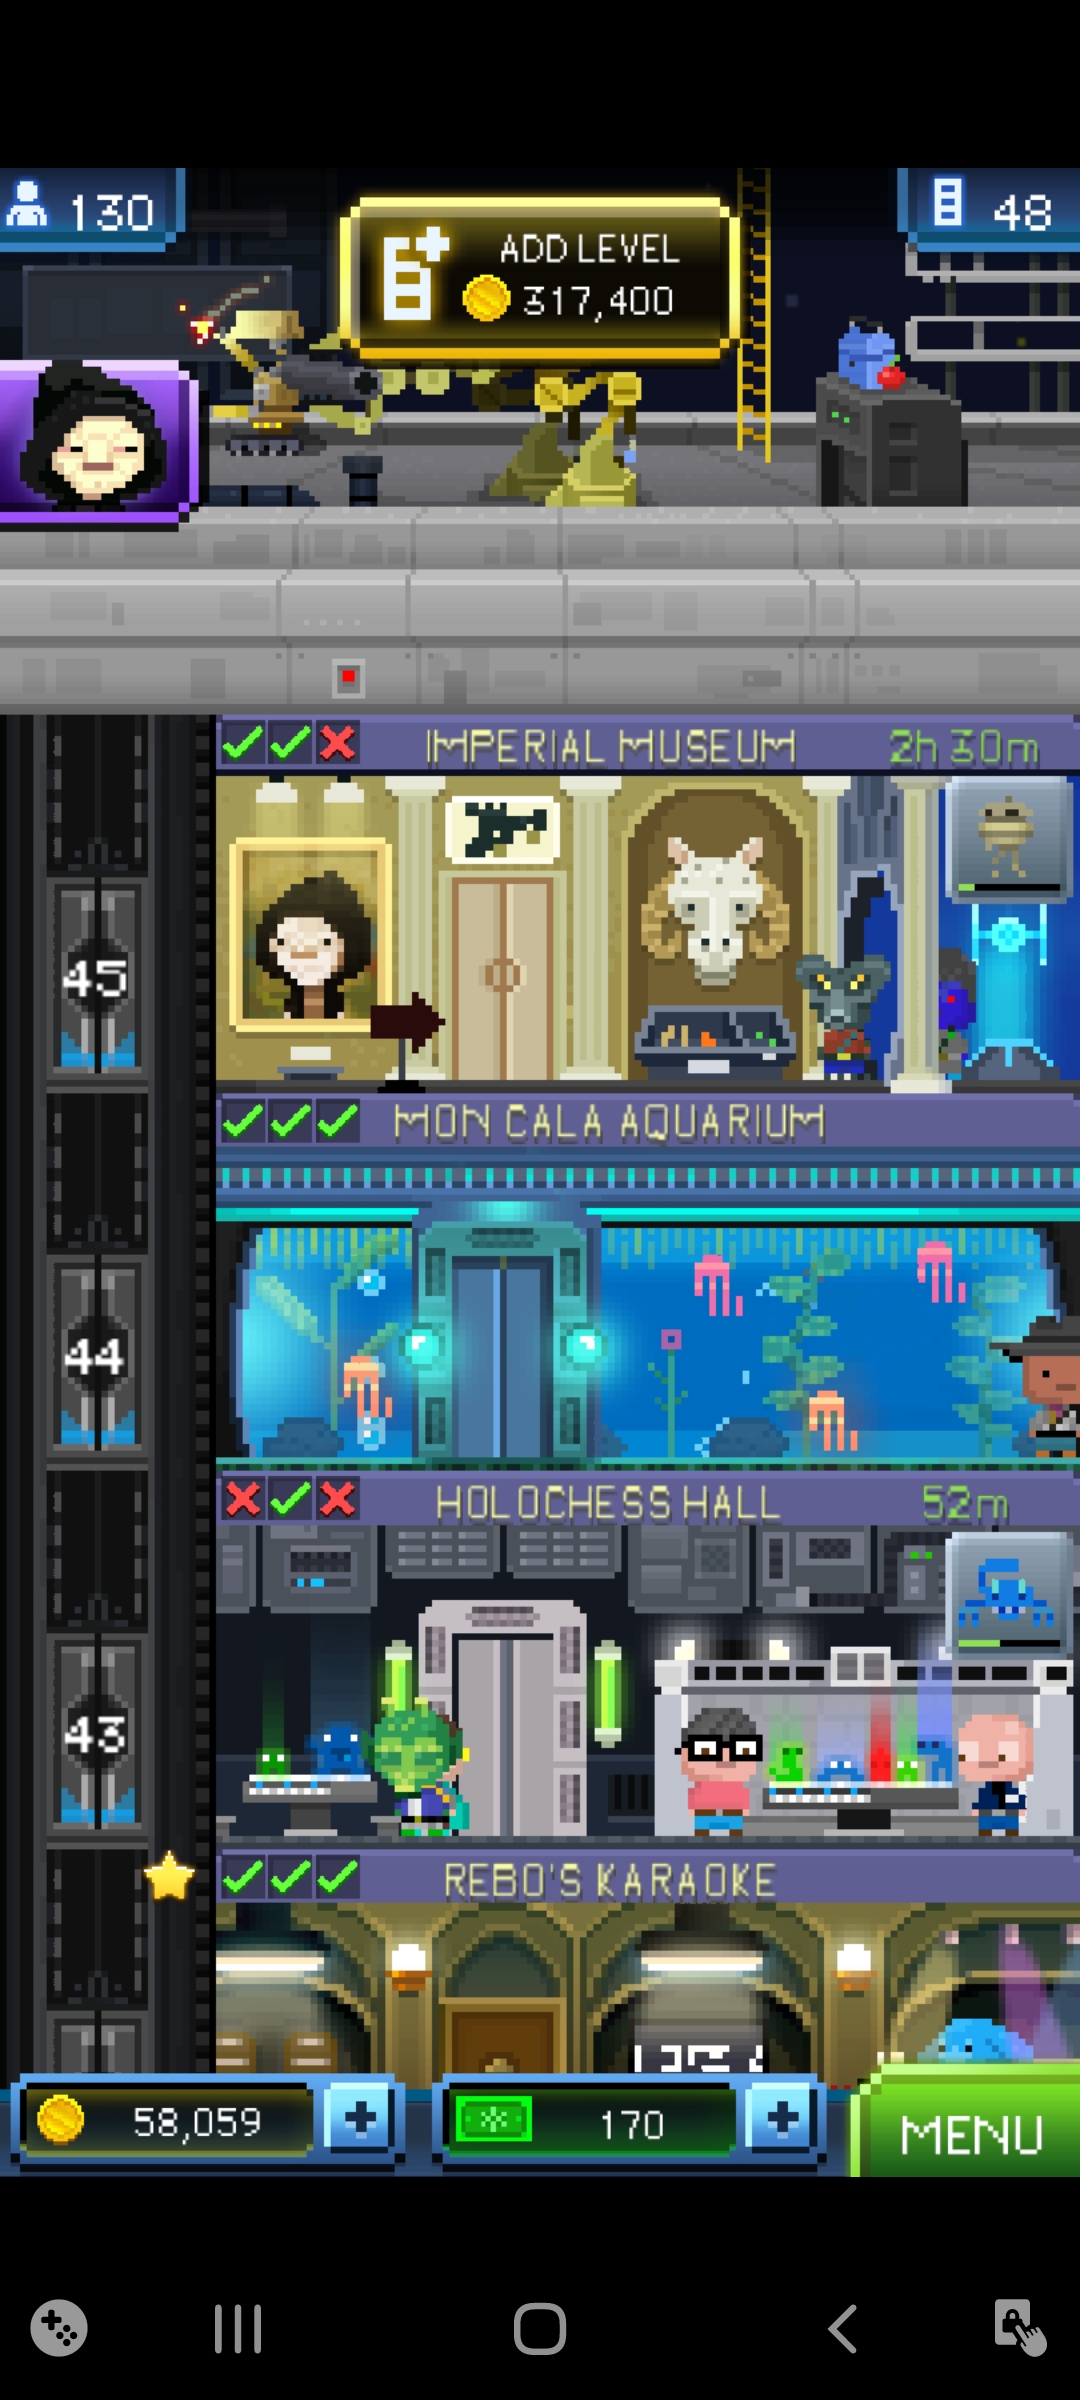 130
ADD LEVEL
317,400
48
IMPERIAL MUSEUM 2h 30m
45
MON CALA AQUARIUM
44
HOLOCHESS HALL 52m
43
REBO'S KARAOKE
58,059 + 170 + MENU